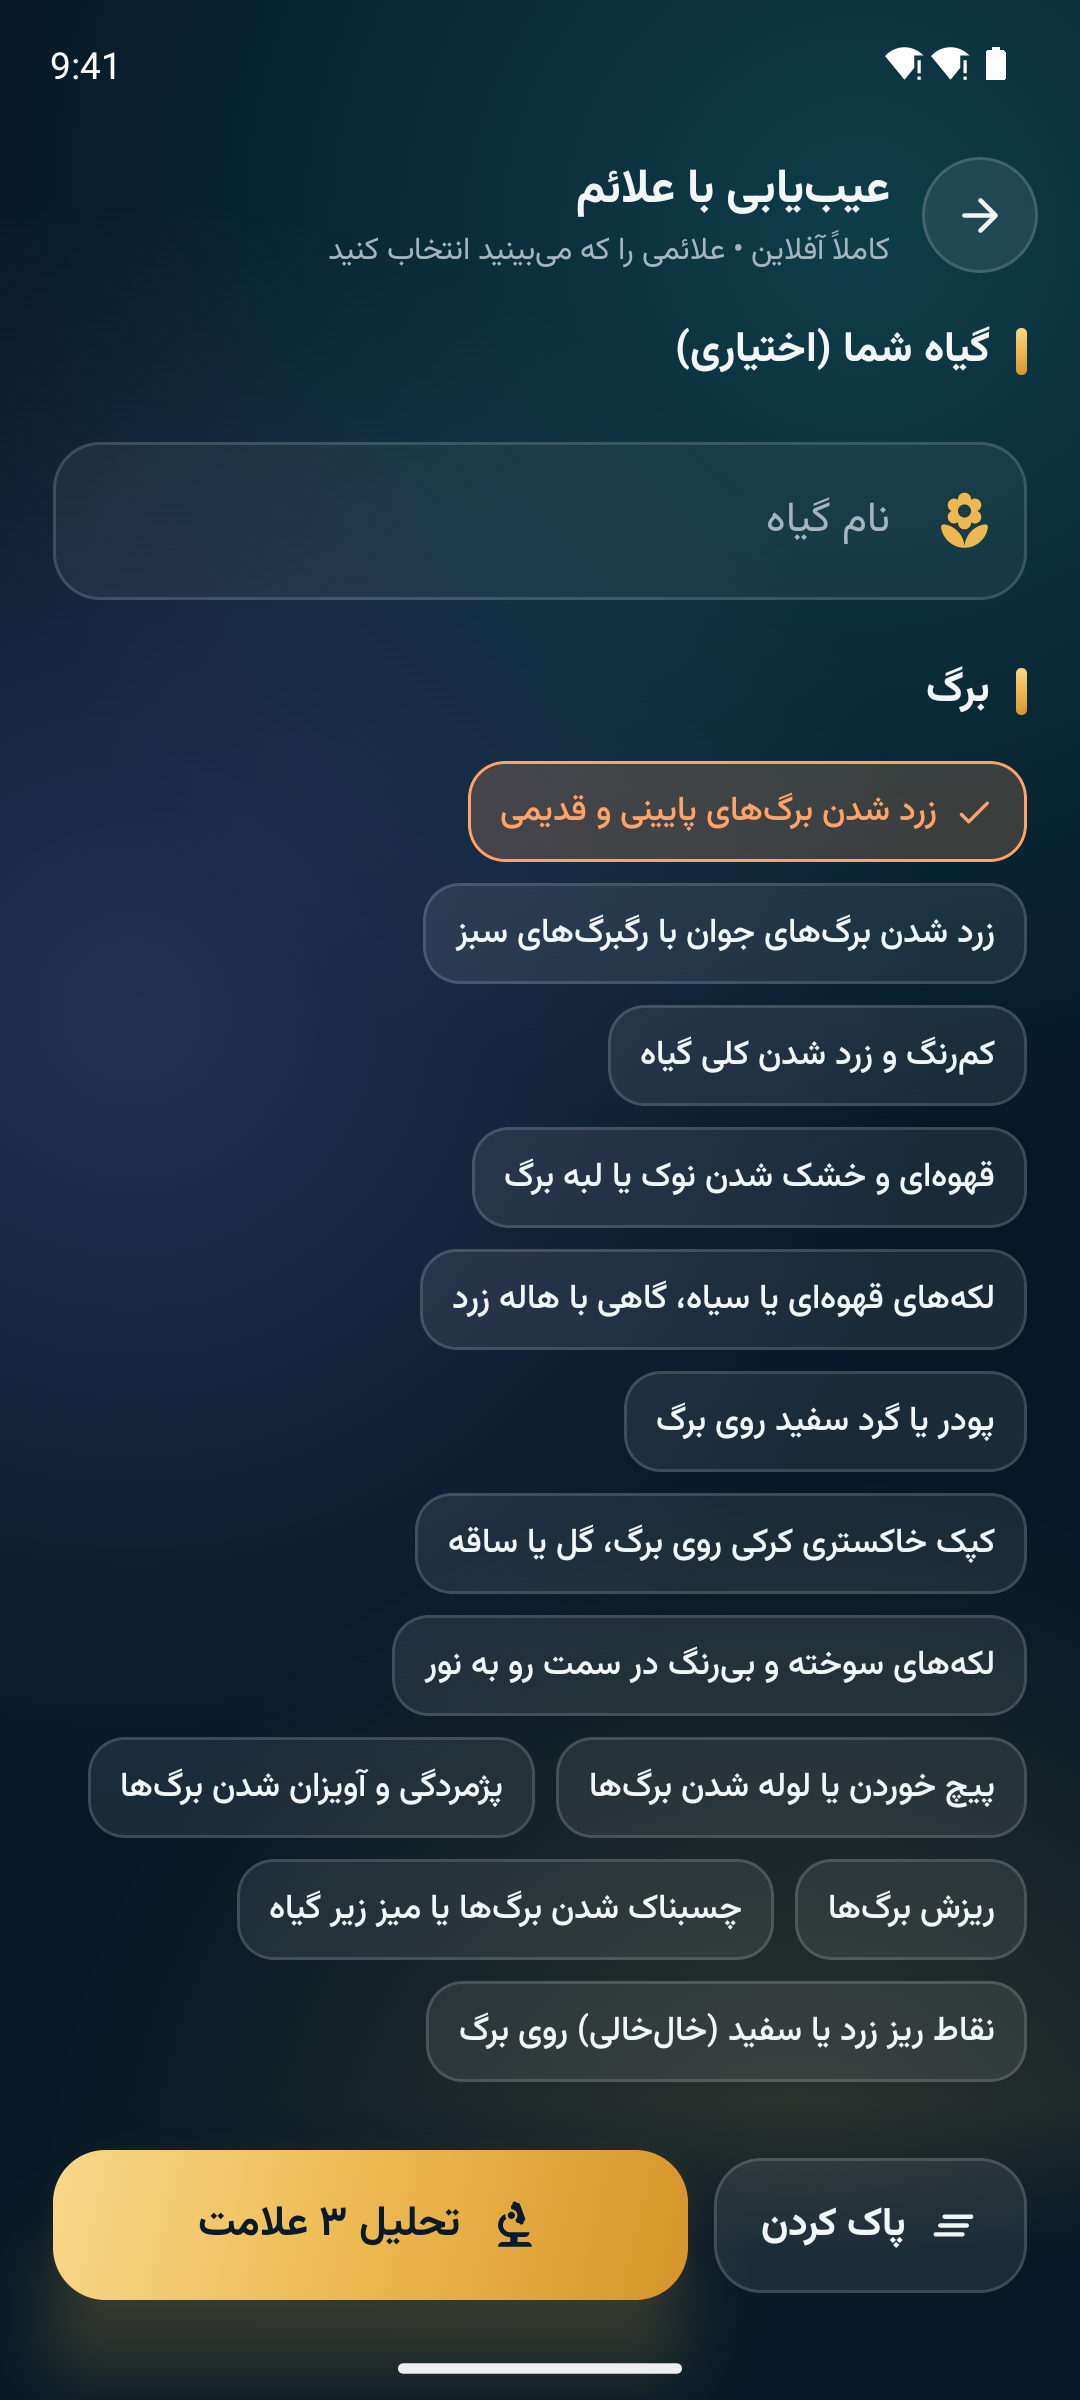 9:41
عیب‌یابی با علائم
کاملاً آفلاین • علائمی را که می‌بینید انتخاب کنید
گیاه شما (اختیاری)
نام گیاه
برگ
زرد شدن برگ‌های پایینی و قدیمی
زرد شدن برگ‌های جوان با رگبرگ‌های سبز
کم‌رنگ و زرد شدن کلی گیاه
قهوه‌ای و خشک شدن نوک یا لبه برگ
لکه‌های قهوه‌ای یا سیاه، گاهی با هاله زرد
پودر یا گرد سفید روی برگ
کپک خاکستری کرکی روی برگ، گل یا ساقه
لکه‌های سوخته و بی‌رنگ در سمت رو به نور
پیچ خوردن یا لوله شدن برگ‌ها
پژمردگی و آویزان شدن برگ‌ها
ریزش برگ‌ها
چسبناک شدن برگ‌ها یا میز زیر گیاه
نقاط ریز زرد یا سفید (خال‌خالی) روی برگ
پاک کردن
تحلیل ۳ علامت